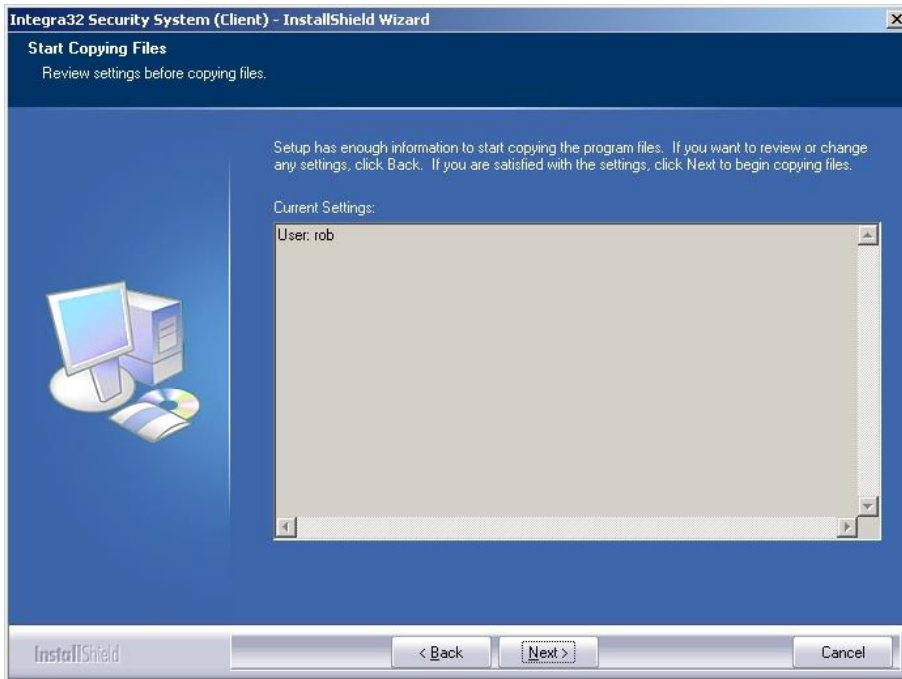 Integra32 Security System (Client) - InstallShield Wizard
Start Copying Files
Review settings before copying files.
Setup has enough information to start copying the program files. If you want to review or change
any settings, click Back. If you are satisfied with the settings, click Next to begin copying files.
Current Settings:
User: rob
InstallShield
< Back
Next >
Cancel